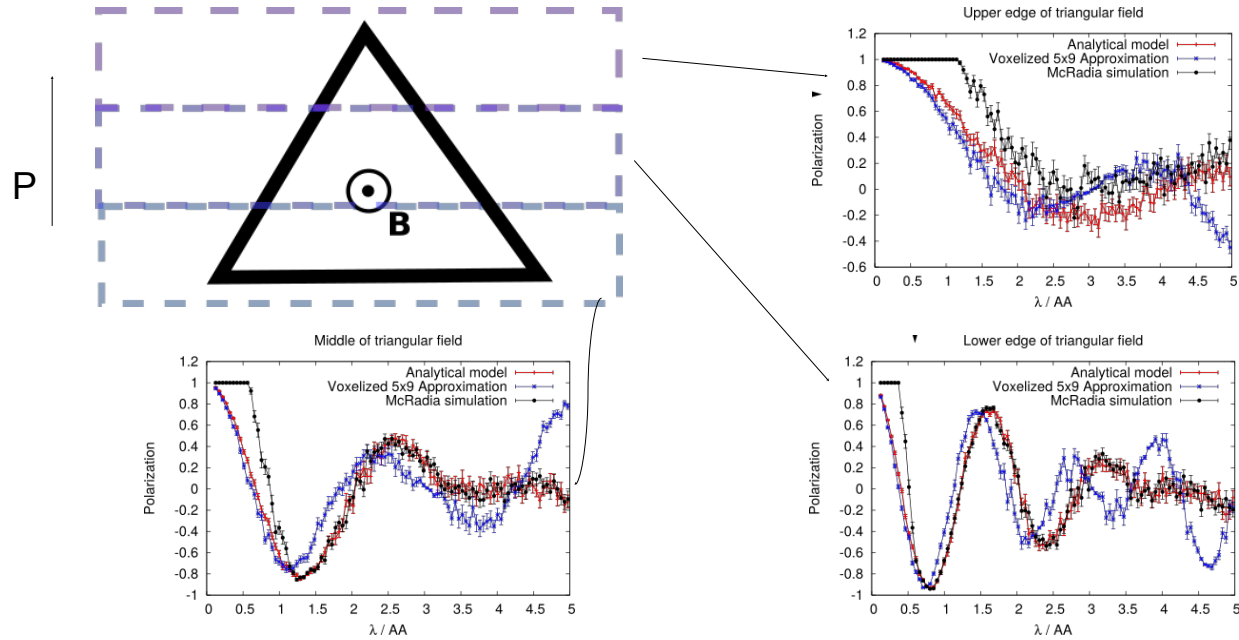 P
B
Upper edge of triangular field
1.2
1
0.8
0.6
0.4
0.2
0
-0.2
-0.4
-0.6
Polarization
Analytical model
Voxelized 5x9 Approximation
McRadia simulation
0 0.5 1 1.5 2 2.5 3 3.5 4 4.5 5
λ / AA
Middle of triangular field
1.2
1
0.8
0.6
0.4
0.2
0
-0.2
-0.4
-0.6
-0.8
-1
Polarization
Analytical model
Voxelized 5x9 Approximation
McRadia simulation
0 0.5 1 1.5 2 2.5 3 3.5 4 4.5 5
λ / AA
Lower edge of triangular field
1.2
1
0.8
0.6
0.4
0.2
0
-0.2
-0.4
-0.6
-0.8
-1
Polarization
Analytical model
Voxelized 5x9 Approximation
McRadia simulation
0 0.5 1 1.5 2 2.5 3 3.5 4 4.5 5
λ / AA